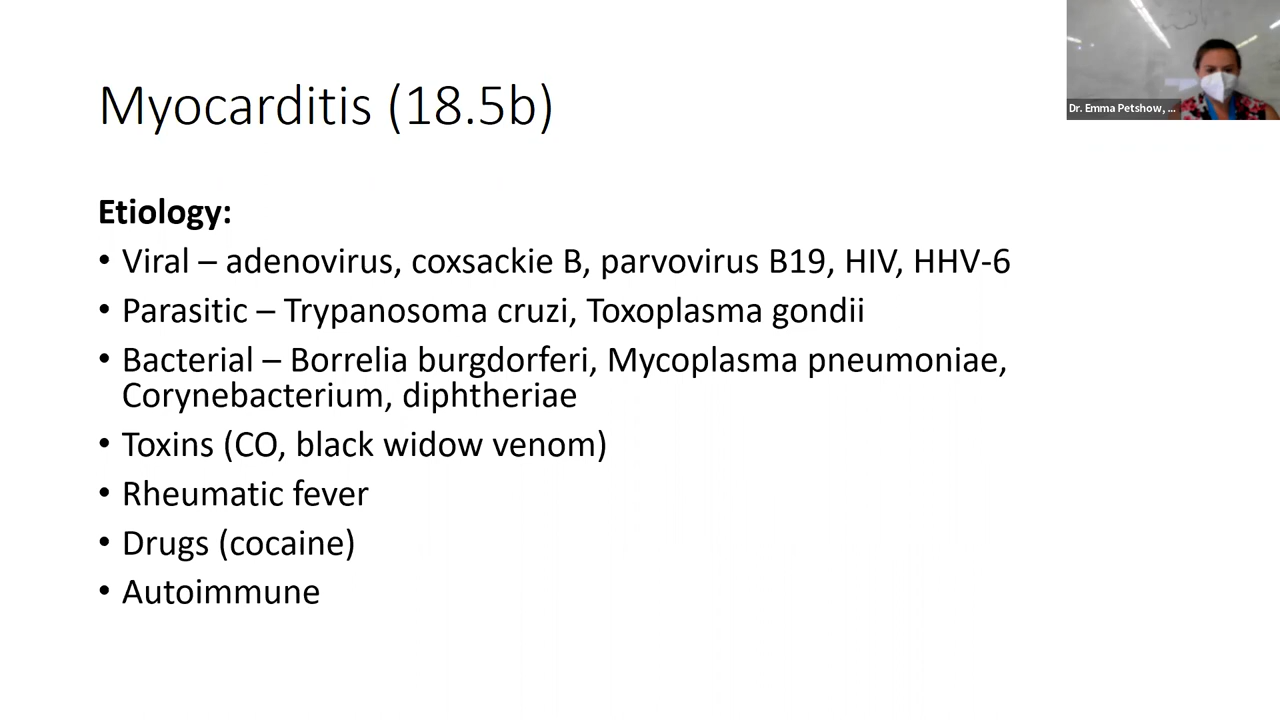 Myocarditis (18.5b)
Dr. Emma Petshow, ...
Etiology:
• Viral – adenovirus, coxsackie B, parvovirus B19, HIV, HHV-6
• Parasitic – Trypanosoma cruzi, Toxoplasma gondii
• Bacterial – Borrelia burgdorferi, Mycoplasma pneumoniae,
Corynebacterium, diphtheriae
• Toxins (CO, black widow venom)
• Rheumatic fever
• Drugs (cocaine)
• Autoimmune